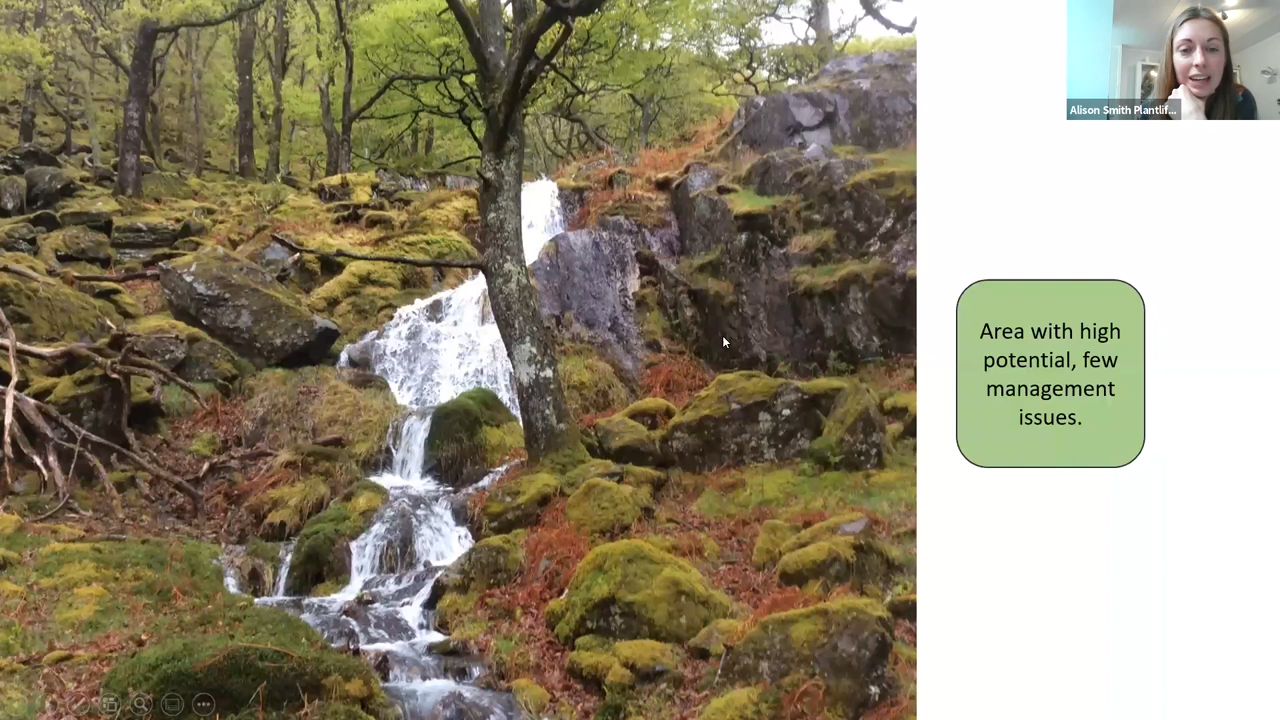 Alison Smith Plantlif...
Area with high
potential, few
management
issues.